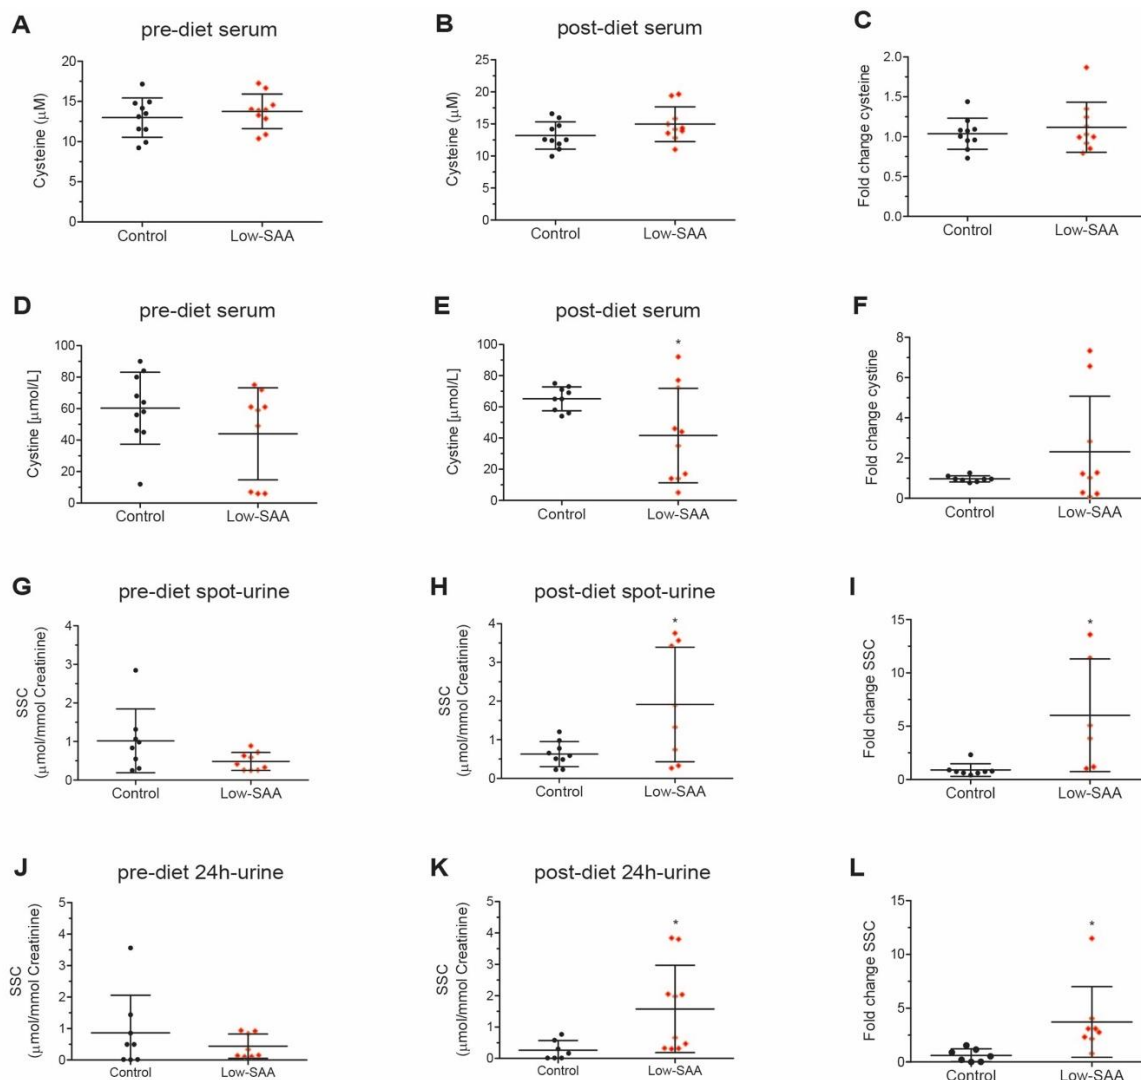 A
pre-diet serum
Cysteine (μM)
20
15
10
5
0
Control
Low-SAA
B
post-diet serum
Cysteine (μM)
25
20
15
10
5
0
Control
Low-SAA
C
Fold change cysteine
2.0
1.5
1.0
0.5
0.0
Control
Low-SAA
D
pre-diet serum
Cystine [μmol/L]
100
80
60
40
20
0
Control
Low-SAA
E
post-diet serum
Cystine [μmol/L]
100
80
60
40
20
0
*
Control
Low-SAA
F
Fold change cystine
8
6
4
2
0
Control
Low-SAA
G
pre-diet spot-urine
SSC
(μmol/mmol Creatinine)
4
3
2
1
0
Control
Low-SAA
H
post-diet spot-urine
SSC
(μmol/mmol Creatinine)
4
3
2
1
0
*
Control
Low-SAA
I
Fold change SSC
15
10
5
0
*
Control
Low-SAA
J
pre-diet 24h-urine
SSC
(μmol/mmol Creatinine)
5
4
3
2
1
0
Control
Low-SAA
K
post-diet 24h-urine
SSC
(μmol/mmol Creatinine)
5
4
3
2
1
0
*
Control
Low-SAA
L
Fold change SSC
15
10
5
0
*
Control
Low-SAA